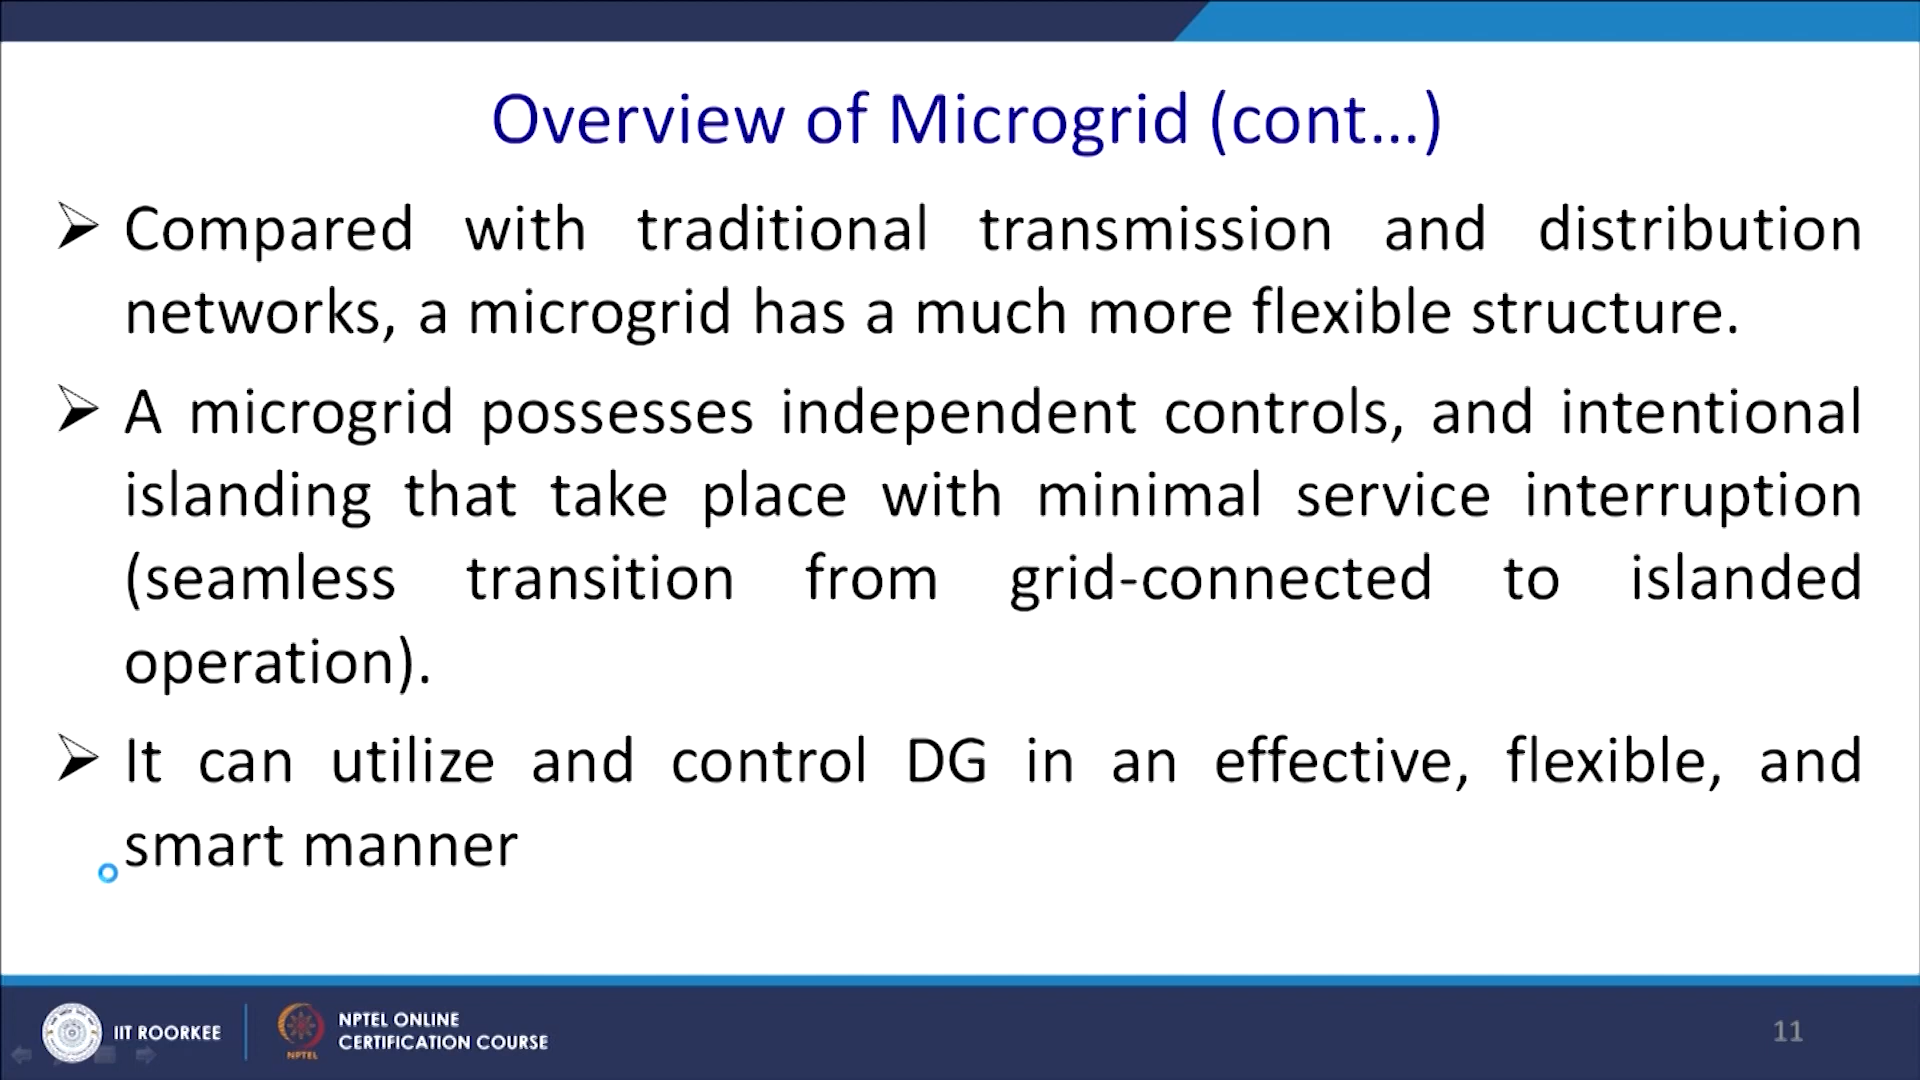 Overview of Microgrid (cont...)
Compared with traditional transmission and distribution
networks, a microgrid has a much more flexible structure.
A microgrid possesses independent controls, and intentional
islanding that take place with minimal service interruption
(seamless transition from grid-connected to islanded
operation).
It can utilize and control DG in an effective, flexible, and
smart manner
IIT ROORKEE
NPTEL
NPTEL ONLINE
CERTIFICATION COURSE
11